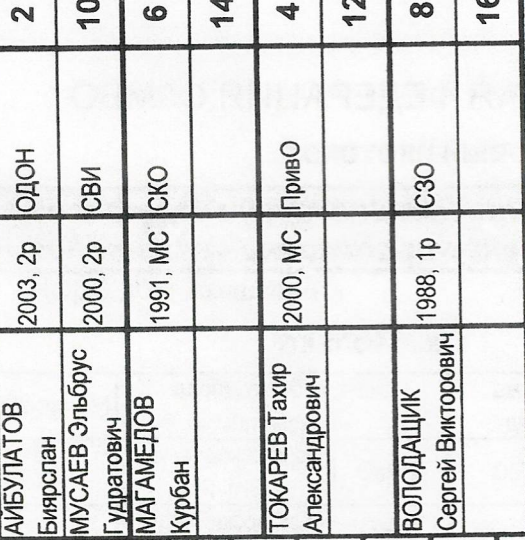 АЙБУЛАТОВ
Биярслан
2003, 2р
ОДОН
2
МУСАЕВ Эльбрус
Гудратович
2000, 2р
СВИ
10
МАГАМЕДОВ
Курбан
1991, МС
СКО
6
14
ТОКАРЕВ Тахир
Александрович
2000, МС
ПривО
4
12
ВОЛОДАЩИК
Сергей Викторович
1988, 1р
СЗО
8
16